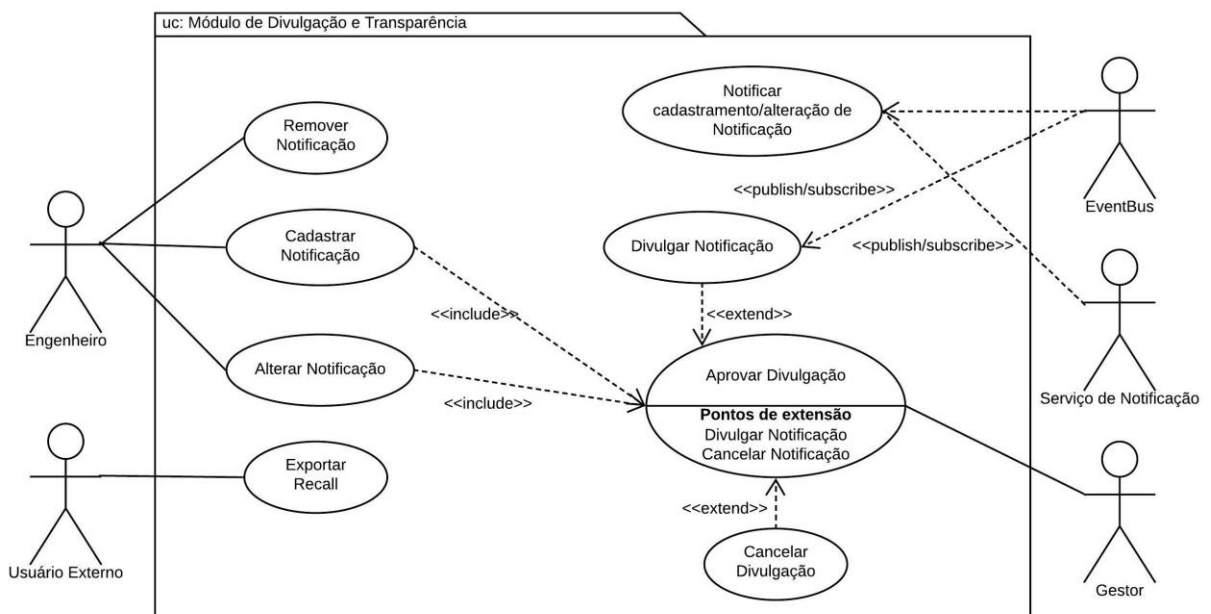 uc: Módulo de Divulgação e Transparência
Remover
Notificação
Notificar
cadastramento/alteração de
Notificação
<<publish/subscribe>>
EventBus
Cadastrar
Notificação
Divulgar Notificação
<<publish/subscribe>>
Engenheiro
<<include>>
<<extend>>
Alterar Notificação
Aprovar Divulgação
<<include>>
Pontos de extensão
Divulgar Notificação
Cancelar Notificação
Serviço de Notificação
Exportar
Recall
<<extend>>
Cancelar
Divulgação
Usuário Externo
Gestor